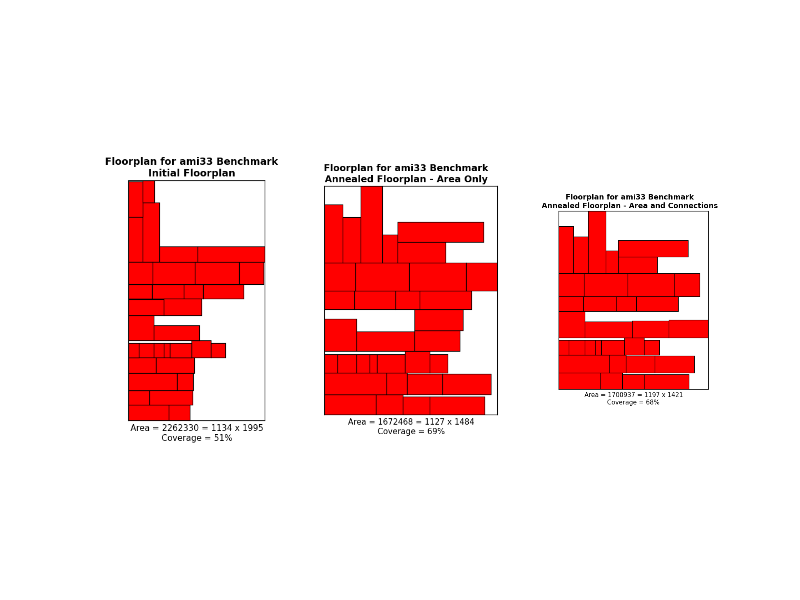 Floorplan for ami33 Benchmark
Initial Floorplan
Area = 2262330 = 1134 x 1995
Coverage = 51%
Floorplan for ami33 Benchmark
Annealed Floorplan - Area Only
Area = 1672468 = 1127 x 1484
Coverage = 69%
Floorplan for ami33 Benchmark
Annealed Floorplan - Area and Connections
Area = 1700937 = 1197 x 1421
Coverage = 68%